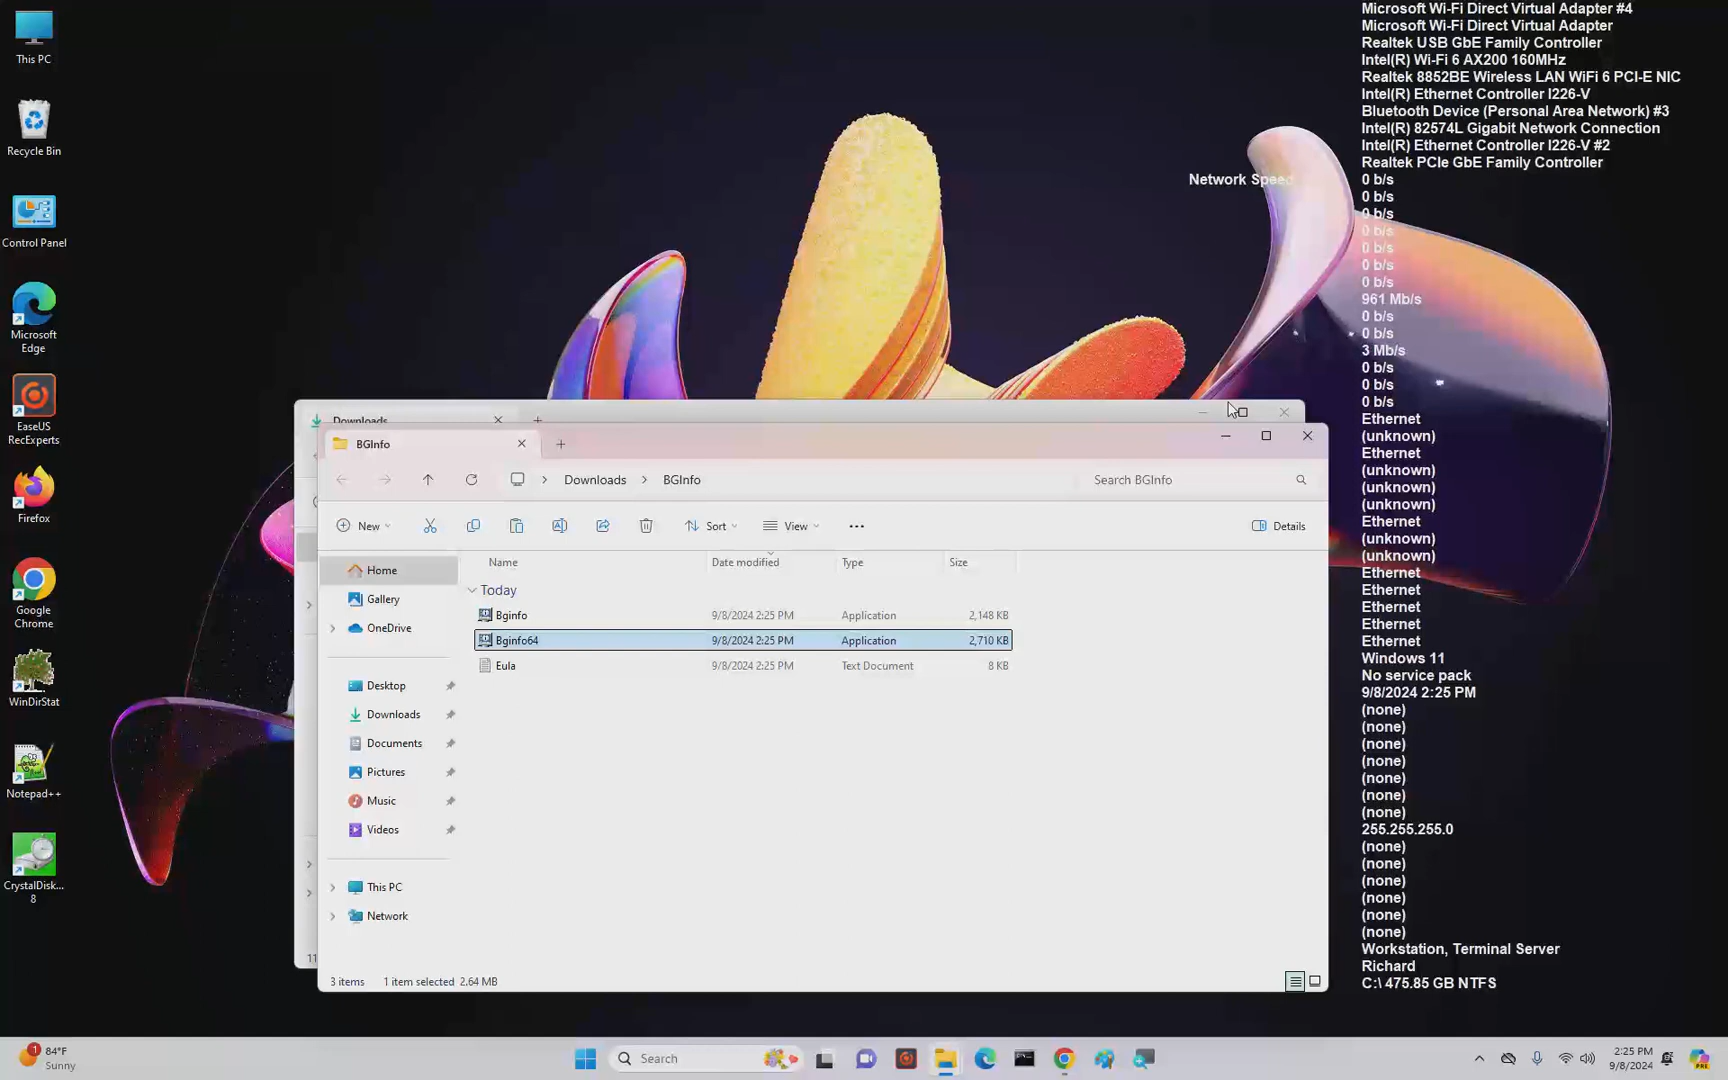 This PC
Recycle Bin
Control Panel
Microsoft
Edge
EaseUS
RecExperts
Firefox
Google
Chrome
WinDirStat
Notepad++
CrystalDisk...
8
Microsoft Wi-Fi Direct Virtual Adapter #4
Microsoft Wi-Fi Direct Virtual Adapter
Realtek USB GbE Family Controller
Intel(R) Wi-Fi 6 AX200 160MHz
Realtek 8852BE Wireless LAN WiFi 6 PCI-E NIC
Intel(R) Ethernet Controller I226-V
Bluetooth Device (Personal Area Network) #3
Intel(R) 82574L Gigabit Network Connection
Intel(R) Ethernet Controller I226-V #2
Realtek PCIe GbE Family Controller
Network Speed 0 b/s
0 b/s
0 b/s
0 b/s
0 b/s
0 b/s
0 b/s
961 Mb/s
0 b/s
0 b/s
3 Mb/s
0 b/s
0 b/s
0 b/s
Ethernet
(unknown)
Ethernet
(unknown)
(unknown)
(unknown)
Ethernet
(unknown)
(unknown)
Ethernet
Ethernet
Ethernet
Ethernet
Ethernet
Windows 11
No service pack
9/8/2024 2:25 PM
(none)
(none)
(none)
(none)
(none)
(none)
(none)
255.255.255.0
(none)
(none)
(none)
(none)
(none)
(none)
Workstation, Terminal Server
Richard
C:\ 475.85 GB NTFS
Downloads
BGInfo
Downloads BGInfo Search BGInfo
New Sort View Details
Home
Gallery
OneDrive
Desktop
Downloads
Documents
Pictures
Music
Videos
This PC
Network
Name Date modified Type Size
Today
Bginfo 9/8/2024 2:25 PM Application 2,148 KB
Bginfo64 9/8/2024 2:25 PM Application 2,710 KB
Eula 9/8/2024 2:25 PM Text Document 8 KB
11
3 items 1 item selected 2.64 MB
1
84°F
Sunny
Search
2:25 PM
9/8/2024
PRE